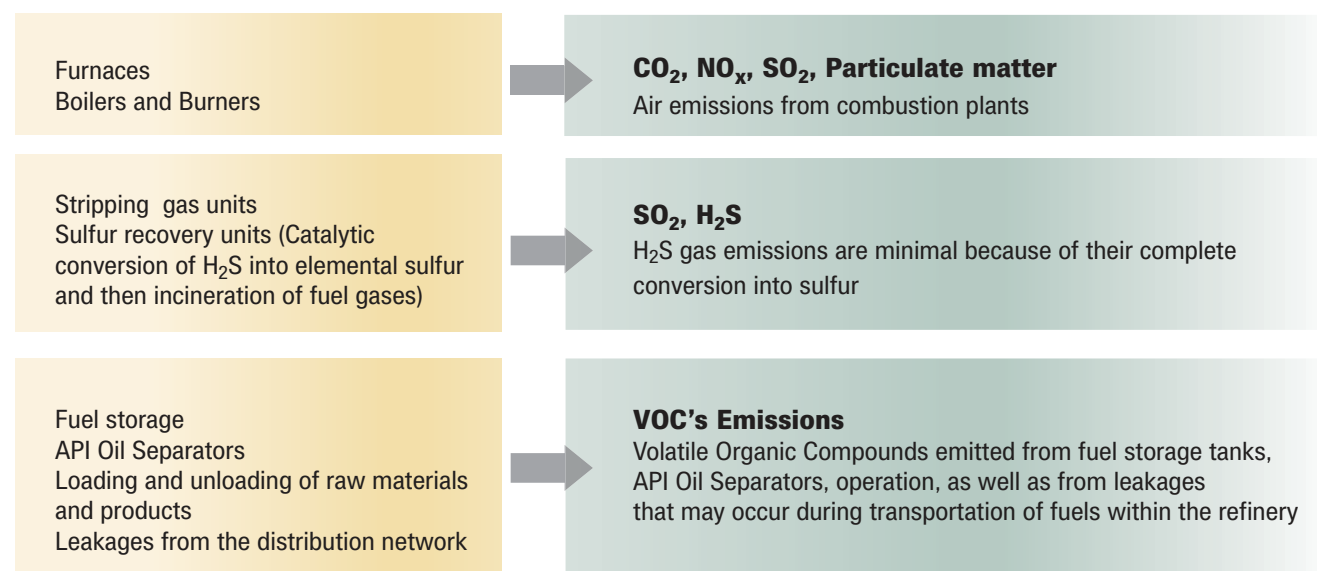 Furnaces
Boilers and Burners
CO₂, NOₓ, SO₂, Particulate matter
Air emissions from combustion plants
Stripping gas units
Sulfur recovery units (Catalytic
conversion of H₂S into elemental sulfur
and then incineration of fuel gases)
SO₂, H₂S
H₂S gas emissions are minimal because of their complete
conversion into sulfur
Fuel storage
API Oil Separators
Loading and unloading of raw materials
and products
Leakages from the distribution network
VOC's Emissions
Volatile Organic Compounds emitted from fuel storage tanks,
API Oil Separators, operation, as well as from leakages
that may occur during transportation of fuels within the refinery